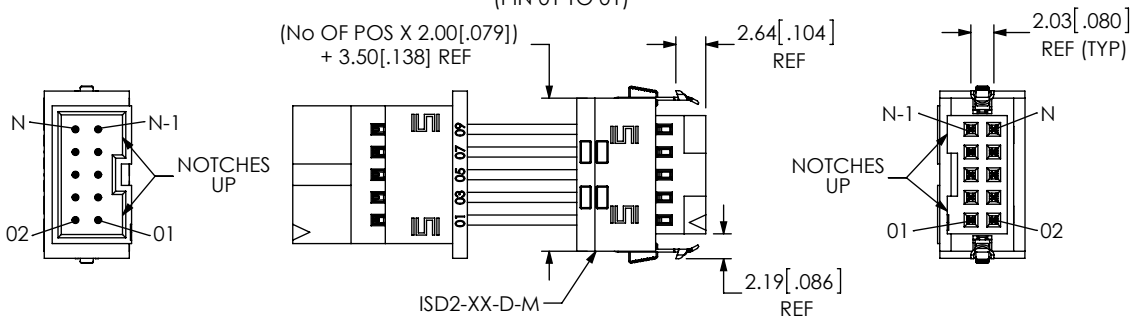 (PIN 01 TO 01)
(No OF POS X 2.00[.079])
+ 3.50[.138] REF
2.64[.104]
REF
2.03[.080]
REF (TYP)
N
N-1
NOTCHES
UP
02
01
01 03 05 07 09
N-1
N
NOTCHES
UP
01
02
2.19[.086]
REF
ISD2-XX-D-M